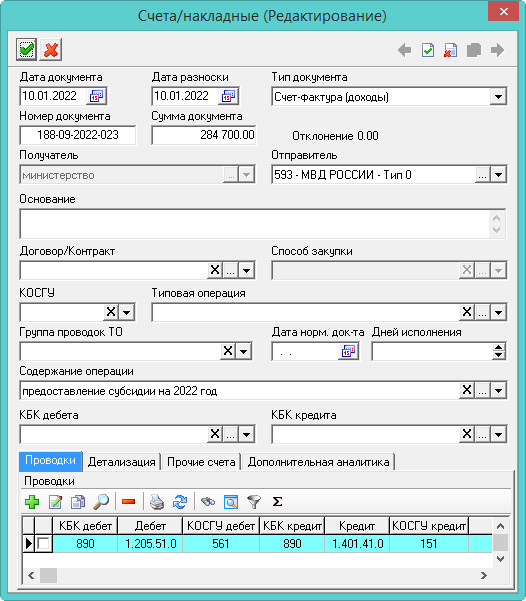 Счета/накладные (Редактирование)
Дата документа Дата разноски Тип документа
10.01.2022 10.01.2022 Счет-фактура (доходы)
Номер документа Сумма документа
188-09-2022-023 284 700.00 Отклонение 0.00
Получатель Отправитель
министерство 593 - МВД РОССИИ - Тип 0
Основание
Договор/Контракт Способ закупки
КОСГУ Типовая операция
Группа проводок ТО Дата норм. док-та Дней исполнения
. .
Содержание операции
предоставление субсидии на 2022 год
КБК дебета КБК кредита
Проводки Детализация Прочие счета Дополнительная аналитика
Проводки
КБК дебет Дебет КОСГУ дебет КБК кредит Кредит КОСГУ кредит
890 1.205.51.0 561 890 1.401.41.0 151